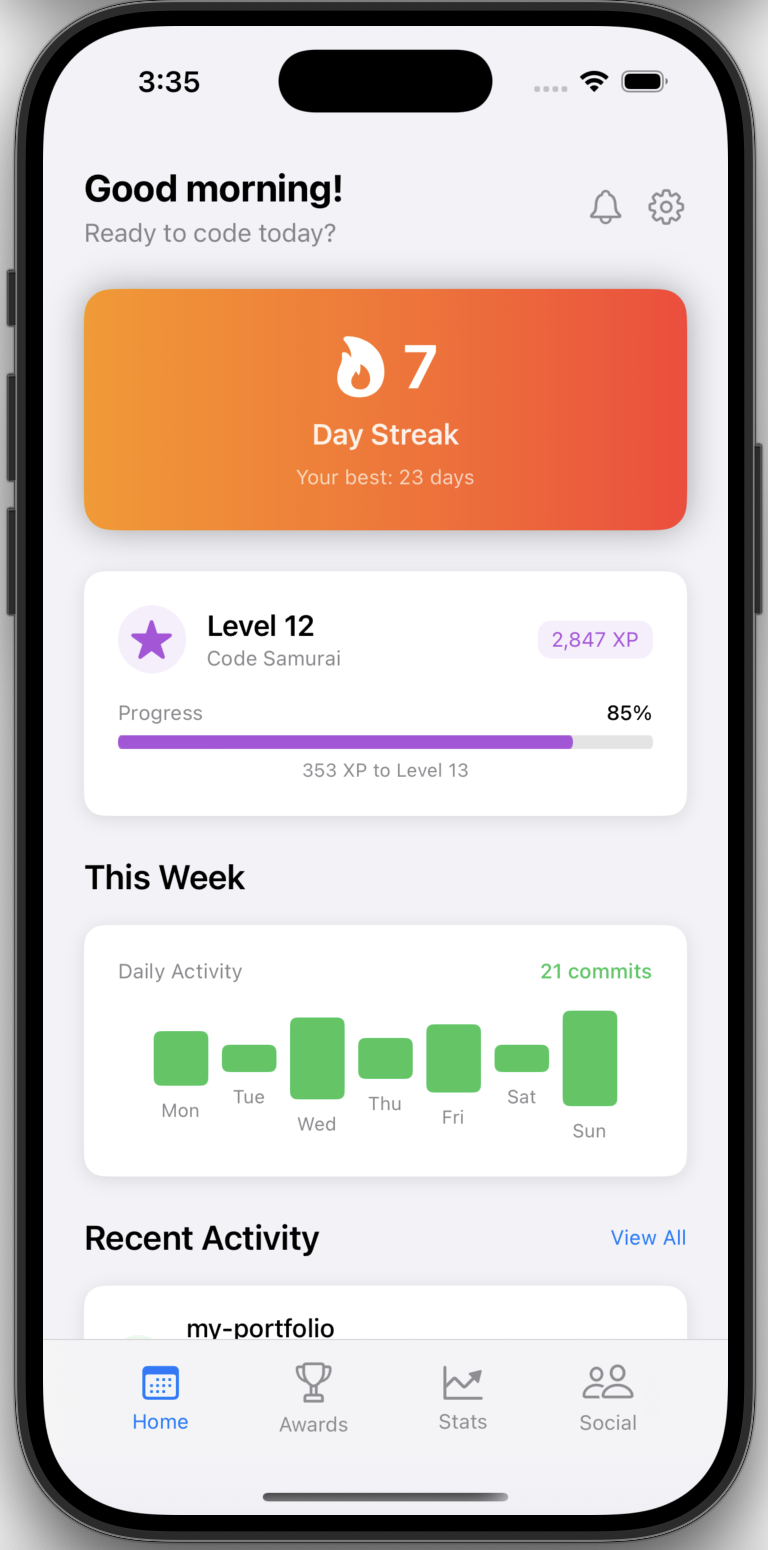 3:35
Good morning!
Ready to code today?
7
Day Streak
Your best: 23 days
Level 12
Code Samurai
2,847 XP
Progress
85%
353 XP to Level 13
This Week
Daily Activity
21 commits
Mon
Tue
Wed
Thu
Fri
Sat
Sun
Recent Activity
View All
my-portfolio
Home
Awards
Stats
Social